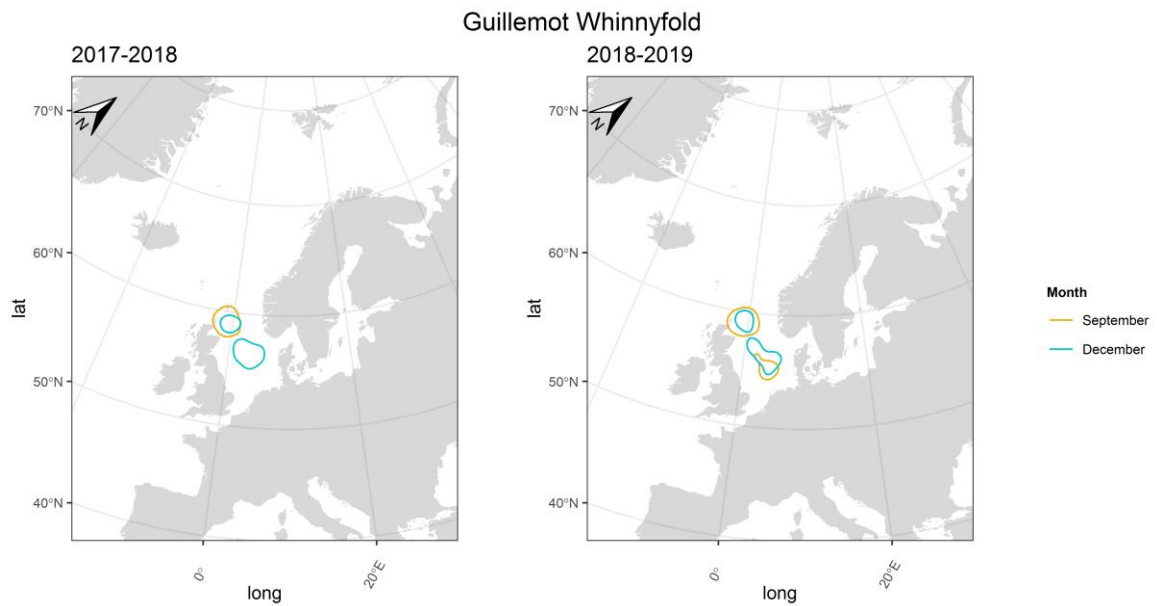 Guillemot Whinnyfold
2017-2018
2018-2019
70°N
60°N
50°N
40°N
lat
N
0°
20°E
long
70°N
60°N
50°N
40°N
lat
N
0°
20°E
long
Month
September
December